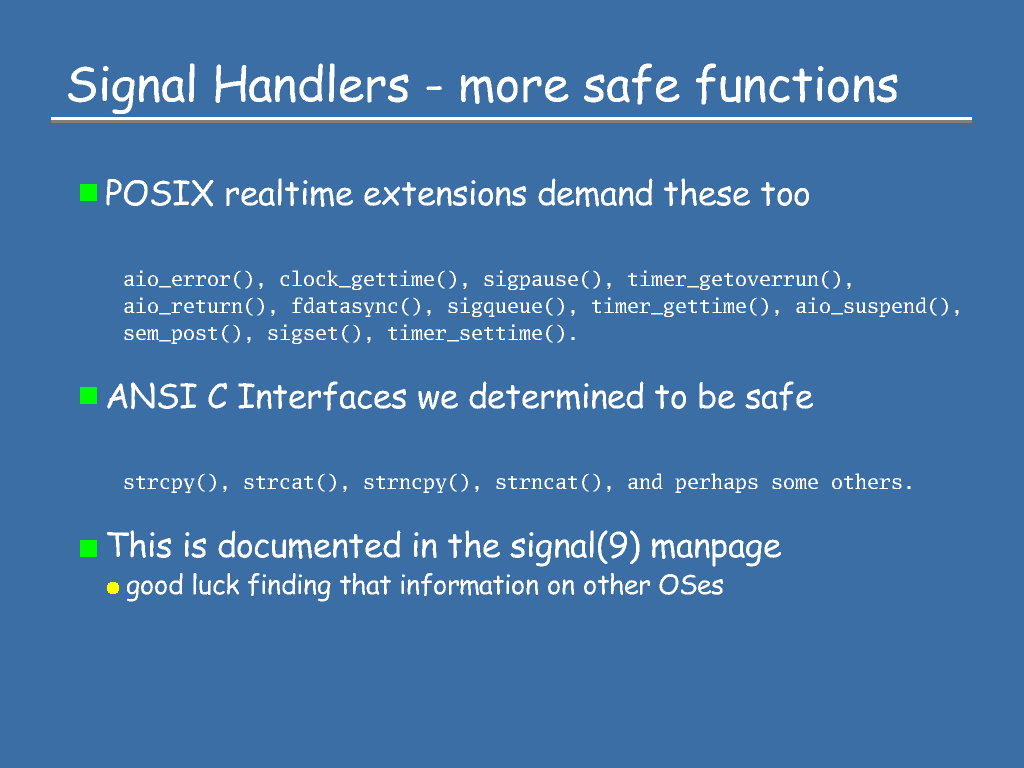 Signal Handlers - more safe functions
POSIX realtime extensions demand these too
aio_error(), clock_gettime(), sigpause(), timer_getoverrun(),
aio_return(), fdatasync(), sigqueue(), timer_gettime(), aio_suspend(),
sem_post(), sigset(), timer_settime().
ANSI C Interfaces we determined to be safe
strcpy(), strcat(), strncpy(), strncat(), and perhaps some others.
This is documented in the signal(9) manpage
good luck finding that information on other OSes